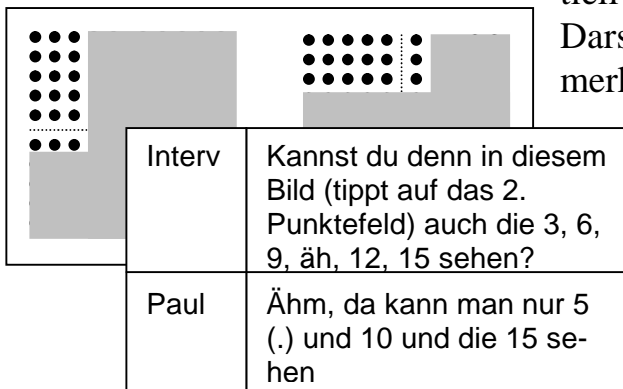 Dars
Interv
Kannst du denn in diesem
Bild (tippt auf das 2.
Punktefeld) auch die 3, 6,
9, äh, 12, 15 sehen?
Paul
Ähm, da kann man nur 5
(.) und 10 und die 15 se-
hen